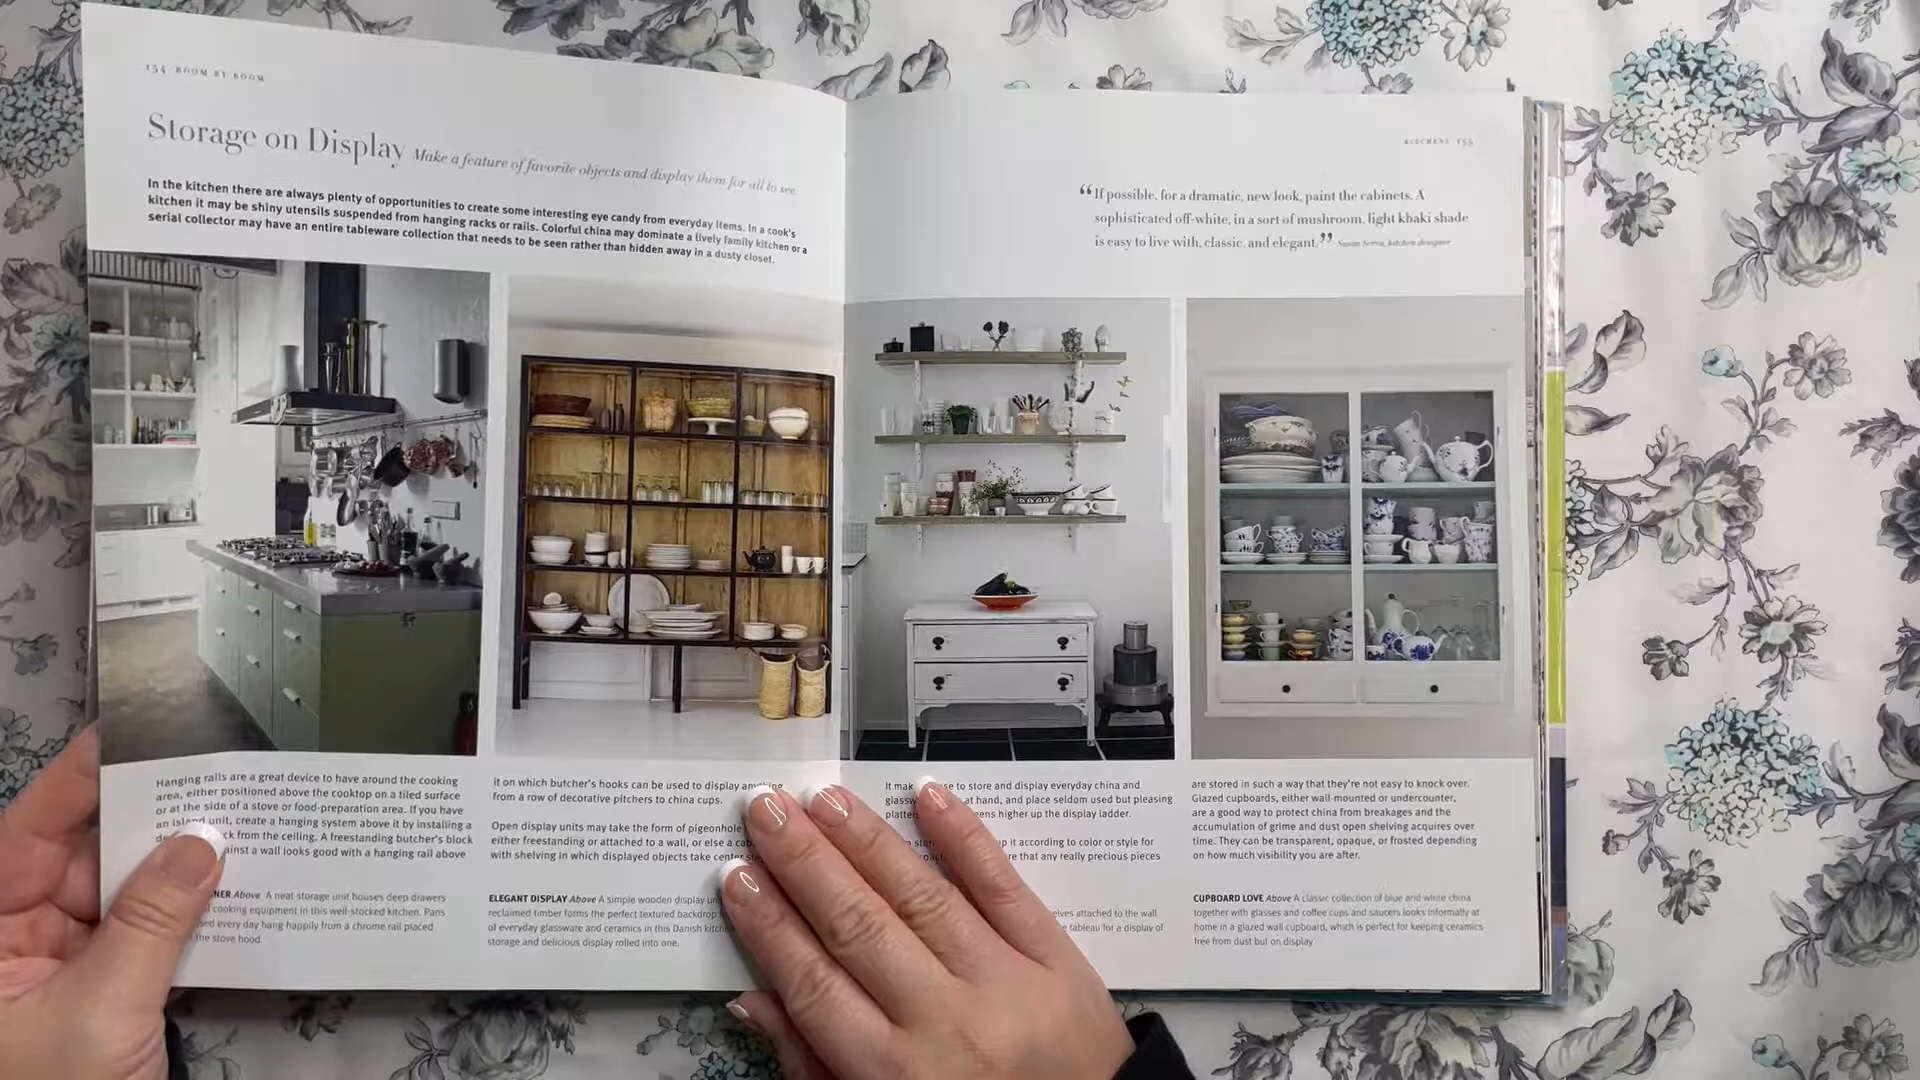 154 ROOM BY ROOM
Storage on Display Make a feature of favorite objects and display them for all to see
In the kitchen there are always plenty of opportunities to create some interesting eye candy from everyday items. In a cook's
kitchen it may be shiny utensils suspended from hanging racks or rails. Colorful china may dominate a lively family kitchen or a
serial collector may have an entire tableware collection that needs to be seen rather than hidden away in a dusty closet.
Hanging rails are a great device to have around the cooking
area, either positioned above the cooktop on a tiled surface
or at the side of a stove or food-preparation area. If you have
an island unit, create a hanging system above it by installing a
ck from the ceiling. A freestanding butcher's block
ainst a wall looks good with a hanging rail above
NER Above A neat storage unit houses deep drawers
cooking equipment in this well-stocked kitchen. Pans
sed every day hang happily from a chrome rail placed
the stove hood.
it on which butcher's hooks can be used to display anything
from a row of decorative pitchers to china cups.
Open display units may take the form of pigeonhole
either freestanding or attached to a wall, or else a cab
with shelving in which displayed objects take center
ELEGANT DISPLAY Above A simple wooden display un
reclaimed timber forms the perfect textured backdrop
of everyday glassware and ceramics in this Danish kitch
storage and delicious display rolled into one.
KITCHENS 155
“If possible, for a dramatic, new look, paint the cabinets. A
sophisticated off-white, in a sort of mushroom, light khaki shade
is easy to live with, classic, and elegant.” Susan Serra, kitchen designer
It mak se to store and display everyday china and
glassw at hand, and place seldom used but pleasing
platter ens higher up the display ladder.
stor up it according to color or style for
oac re that any really precious pieces
elves attached to the wall
e tableau for a display of
are stored in such a way that they're not easy to knock over.
Glazed cupboards, either wall-mounted or undercounter,
are a good way to protect china from breakages and the
accumulation of grime and dust open shelving acquires over
time. They can be transparent, opaque, or frosted depending
on how much visibility you are after.
CUPBOARD LOVE Above A classic collection of blue and white china
together with glasses and coffee cups and saucers looks informally at
home in a glazed wall cupboard, which is perfect for keeping ceramics
free from dust but on display